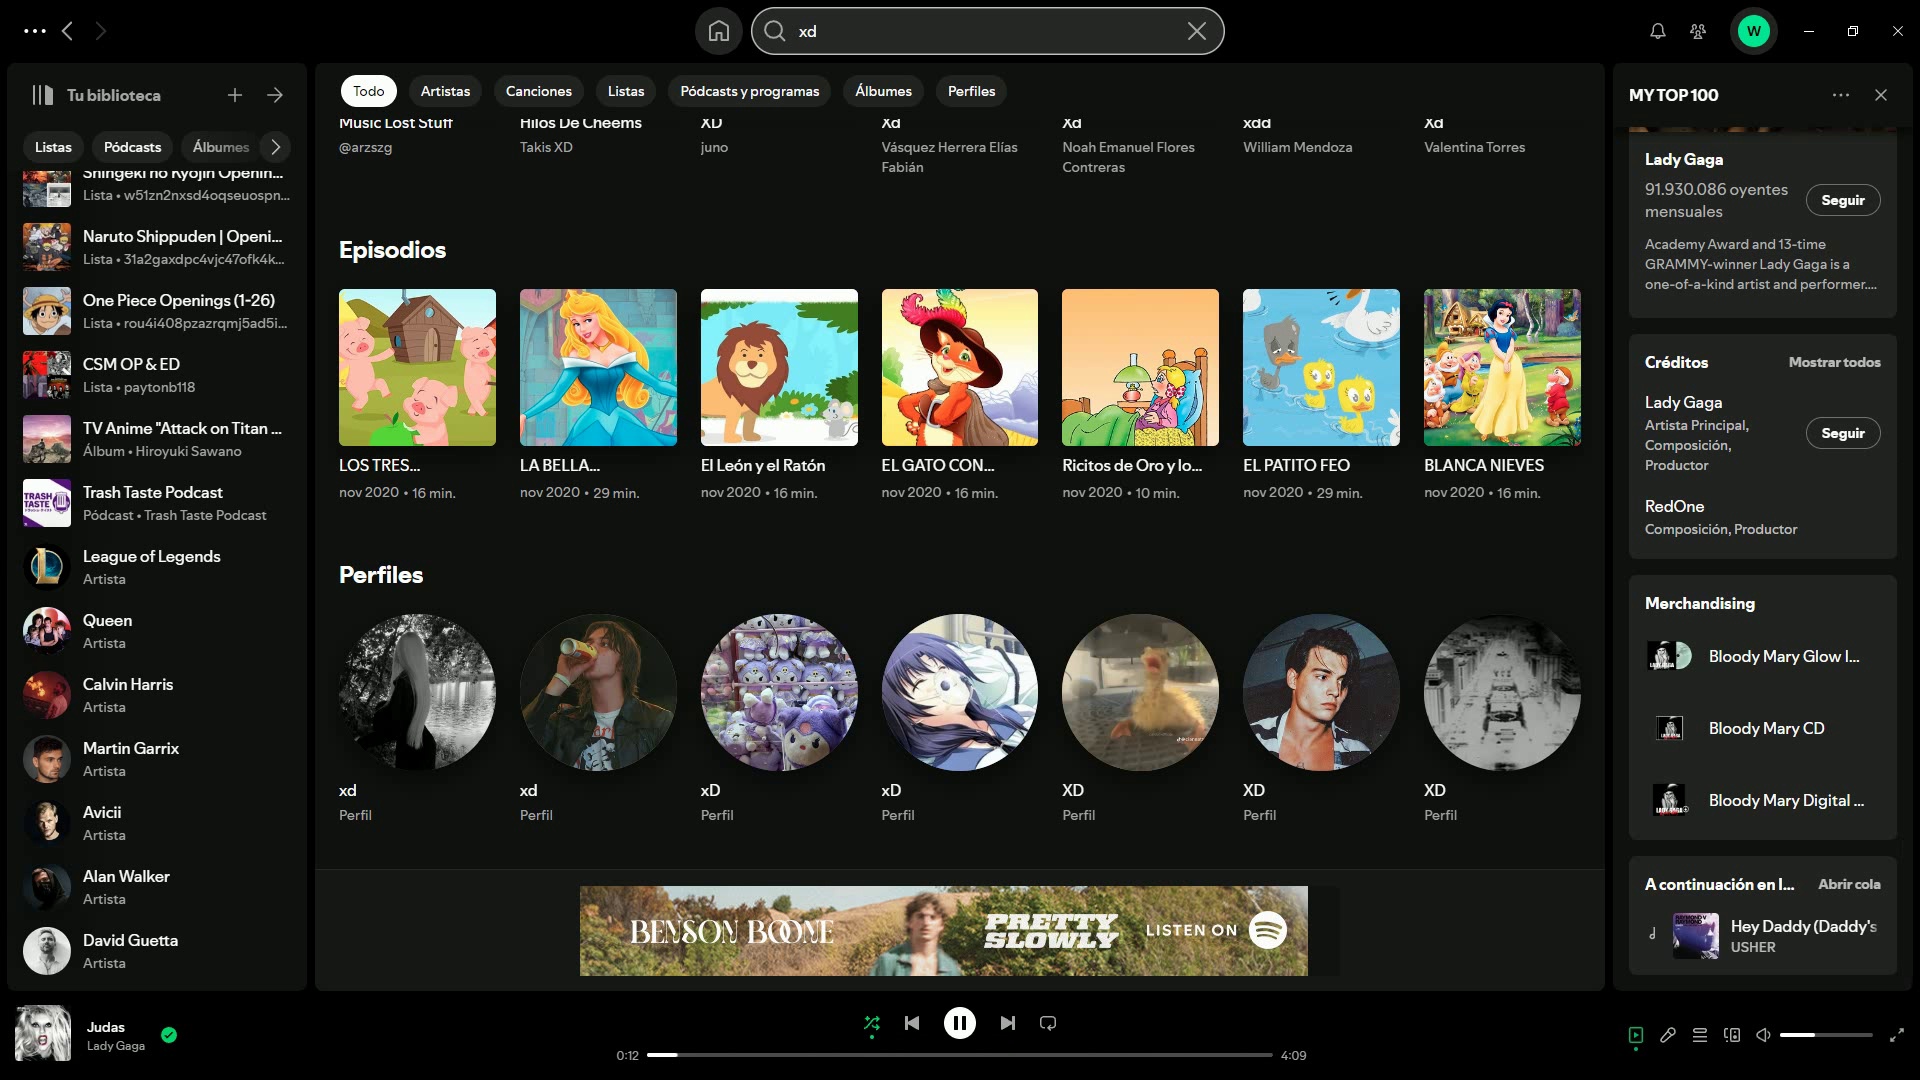 xd
W
Tu biblioteca
Listas
Pódcasts
Álbumes
Shingeki no Kyojin Openin...
Lista • w51zn2nxsd4oqseuospn...
Naruto Shippuden | Openi...
Lista • 31a2gaxdpc4vjc47ofk4k...
One Piece Openings (1-26)
Lista • rou4i408pzazrqmj5ad5i...
CSM OP & ED
Lista • paytonb118
TV Anime "Attack on Titan ...
Álbum • Hiroyuki Sawano
TRASH TASTE
Trash Taste Podcast
Pódcast • Trash Taste Podcast
League of Legends
Artista
Queen
Artista
Calvin Harris
Artista
Martin Garrix
Artista
Avicii
Artista
Alan Walker
Artista
David Guetta
Artista
Todo
Artistas
Canciones
Listas
Pódcasts y programas
Álbumes
Perfiles
Music Lost Stuff
@arzszg
Hilos De Cheems
Takis XD
XD
juno
Xd
Vásquez Herrera Elías
Fabián
Xd
Noah Emanuel Flores
Contreras
xdd
William Mendoza
Xd
Valentina Torres
Episodios
LOS TRES...
nov 2020 • 16 min.
LA BELLA...
nov 2020 • 29 min.
El León y el Ratón
nov 2020 • 16 min.
EL GATO CON...
nov 2020 • 16 min.
Ricitos de Oro y lo...
nov 2020 • 10 min.
EL PATITO FEO
nov 2020 • 29 min.
BLANCA NIEVES
nov 2020 • 16 min.
Perfiles
xd
Perfil
xd
Perfil
xD
Perfil
xD
Perfil
XD
Perfil
XD
Perfil
XD
Perfil
BENSON BOONE
PRETTY
SLOWLY
LISTEN ON
MY TOP 100
Lady Gaga
91.930.086 oyentes
mensuales
Seguir
Academy Award and 13-time
GRAMMY-winner Lady Gaga is a
one-of-a-kind artist and performer....
Créditos
Mostrar todos
Lady Gaga
Artista Principal,
Composición,
Productor
Seguir
RedOne
Composición, Productor
Merchandising
Bloody Mary Glow I...
Bloody Mary CD
Bloody Mary Digital ...
A continuación en l...
Abrir cola
Hey Daddy (Daddy's
USHER
Judas
Lady Gaga
0:12
4:09